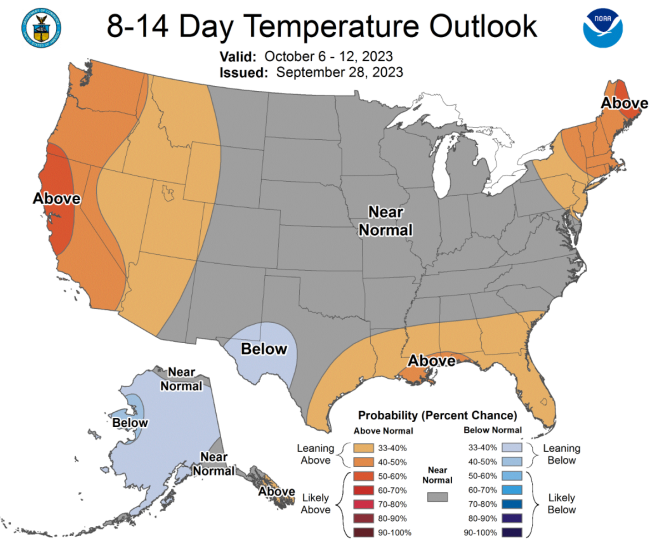 8-14 Day Temperature Outlook
Valid: October 6 - 12, 2023
Issued: September 28, 2023
NOAA
Above
Above
Near
Normal
Below
Above
Near
Normal
Below
Near
Normal
Above
Probability (Percent Chance)
Above Normal
Below Normal
Leaning
Above
33-40%
40-50%
Likely
Above
50-60%
60-70%
70-80%
80-90%
90-100%
Near
Normal
33-40%
40-50%
Leaning
Below
50-60%
60-70%
70-80%
80-90%
90-100%
Likely
Below